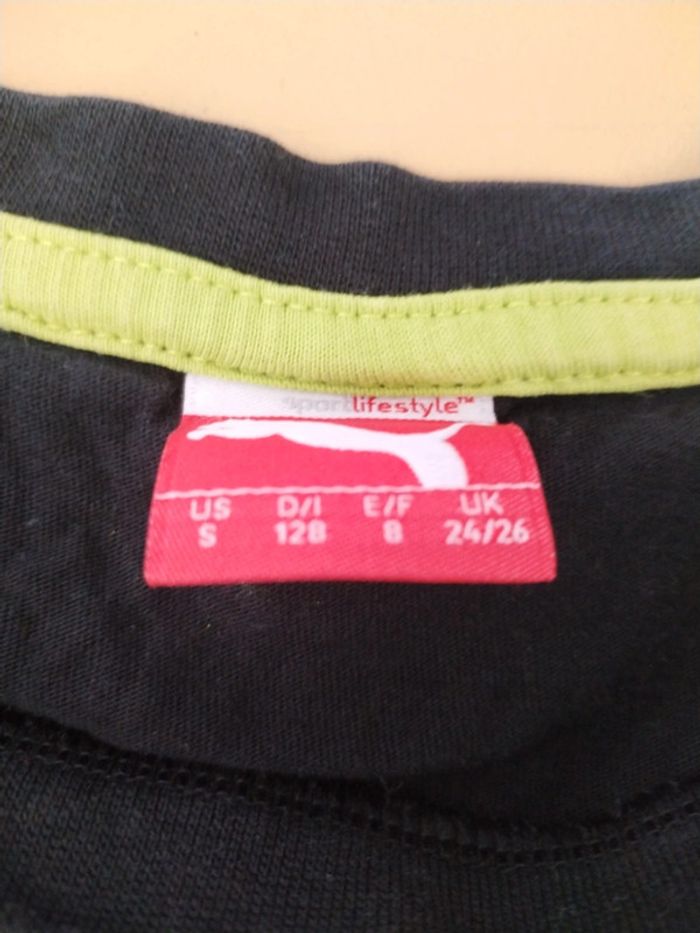 sportlifestyle™
US D/I E/F UK
S 128 8 24/26